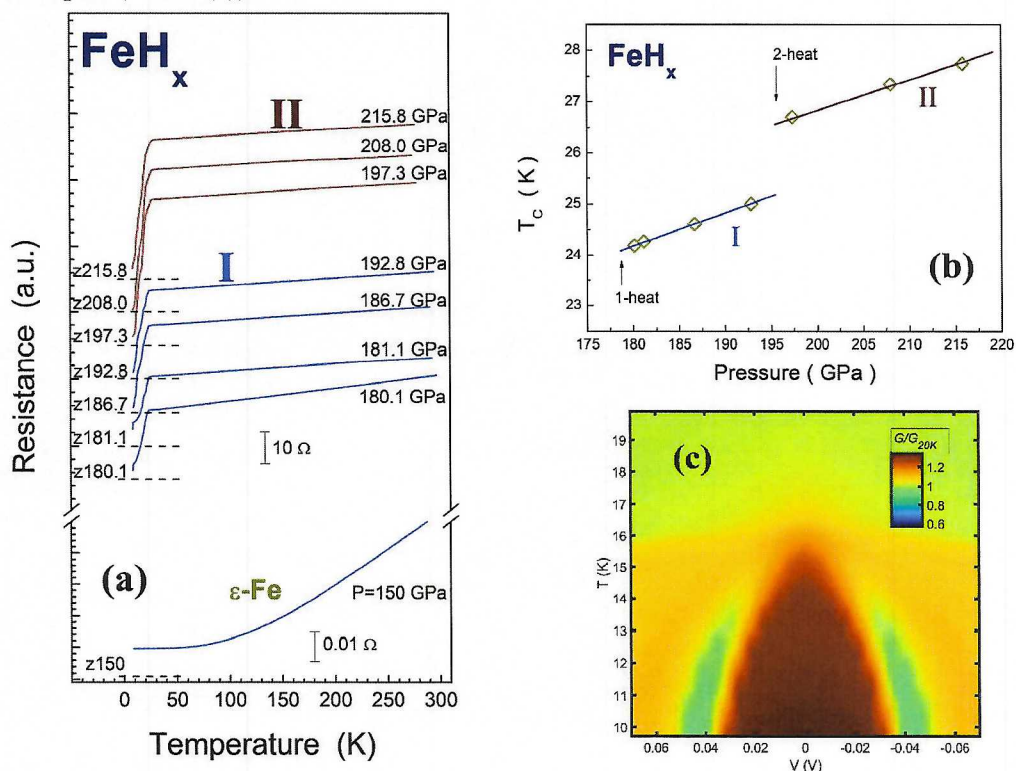 FeHₓ
II
215.8 GPa
208.0 GPa
197.3 GPa
z215.8
I
192.8 GPa
z208.0
186.7 GPa
z197.3
z192.8
181.1 GPa
z186.7
180.1 GPa
z181.1
10 Ω
z180.1
Resistance (a.u.)
(a)
ε-Fe
P=150 GPa
0.01 Ω
z150
0 50 100 150 200 250 300
Temperature (K)
FeHₓ
28
27
26
25
24
23
T_C ( K )
2-heat
II
I
1-heat
(b)
175 180 185 190 195 200 205 210 215 220
Pressure ( GPa )
(c)
G/G_20K
1.2
1
0.8
0.6
19
18
17
16
15
14
13
12
11
10
T (K)
0.06 0.04 0.02 0 -0.02 -0.04 -0.06
V (V)